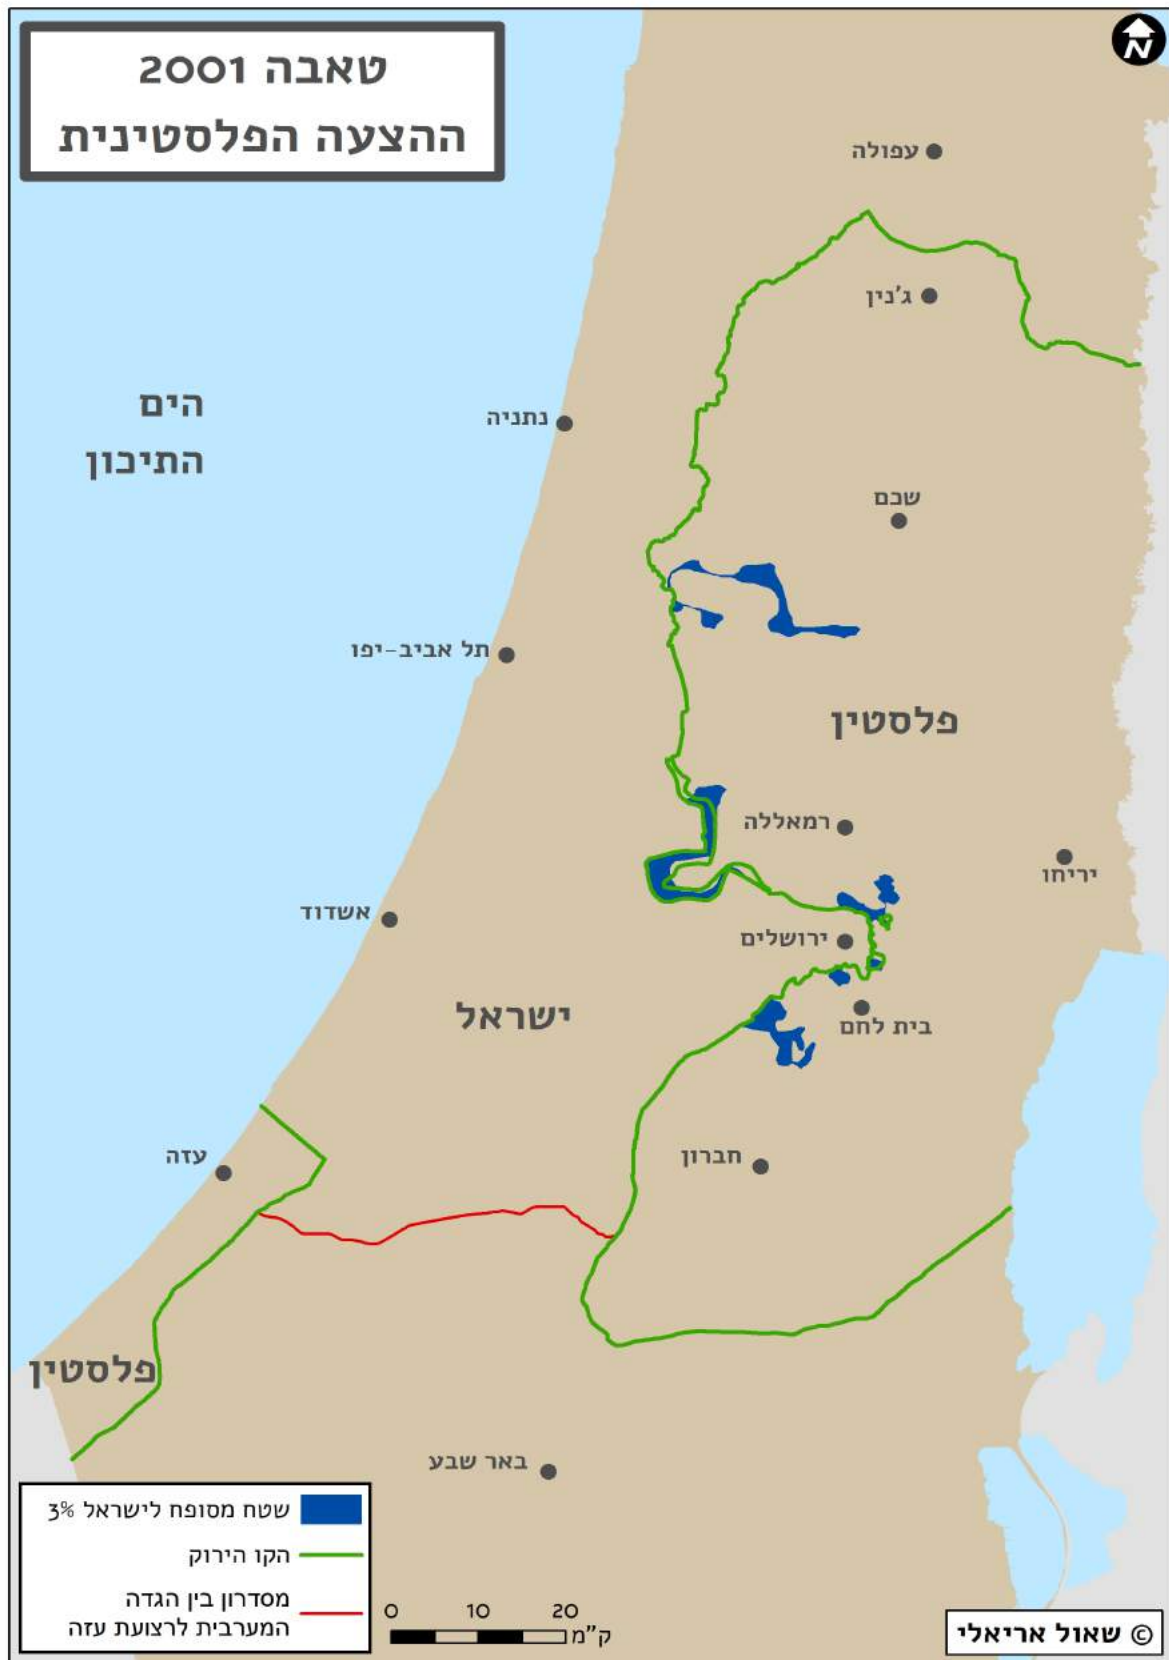 טאבה 2001
ההצעה הפלסטינית
N
עפולה
ג'נין
הים
התיכון
נתניה
שכם
תל אביב-יפו
פלסטין
רמאללה
יריחו
אשדוד
ירושלים
ישראל
בית לחם
עזה
חברון
פלסטין
באר שבע
שטח מסופח לישראל 3%
הקו הירוק
מסדרון בין הגדה
המערבית לרצועת עזה
0 10 20
ק"מ
© שאול אריאלי